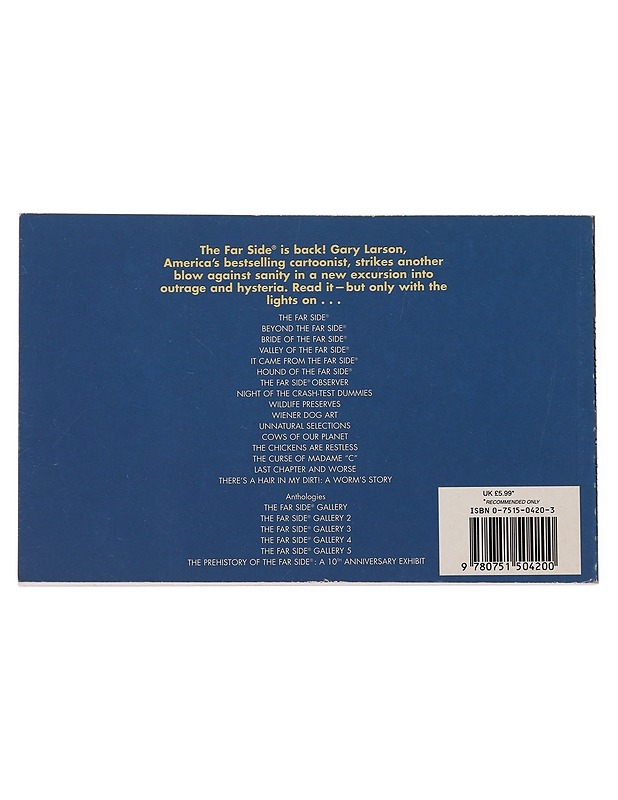 The Far Side® is back! Gary Larson,
America's bestselling cartoonist, strikes another
blow against sanity in a new excursion into
outrage and hysteria. Read it—but only with the
lights on . . .
THE FAR SIDE®
BEYOND THE FAR SIDE®
BRIDE OF THE FAR SIDE®
VALLEY OF THE FAR SIDE®
IT CAME FROM THE FAR SIDE®
HOUND OF THE FAR SIDE®
THE FAR SIDE® OBSERVER
NIGHT OF THE CRASH-TEST DUMMIES
WILDLIFE PRESERVES
WIENER DOG ART
UNNATURAL SELECTIONS
COWS OF OUR PLANET
THE CHICKENS ARE RESTLESS
THE CURSE OF MADAME "C"
LAST CHAPTER AND WORSE
THERE'S A HAIR IN MY DIRT!: A WORM'S STORY
Anthologies
THE FAR SIDE® GALLERY
THE FAR SIDE® GALLERY 2
THE FAR SIDE® GALLERY 3
THE FAR SIDE® GALLERY 4
THE FAR SIDE® GALLERY 5
THE PREHISTORY OF THE FAR SIDE®: A 10TH ANNIVERSARY EXHIBIT
UK £5.99*
*RECOMMENDED ONLY
ISBN 0-7515-0420-3
9 780751 504200